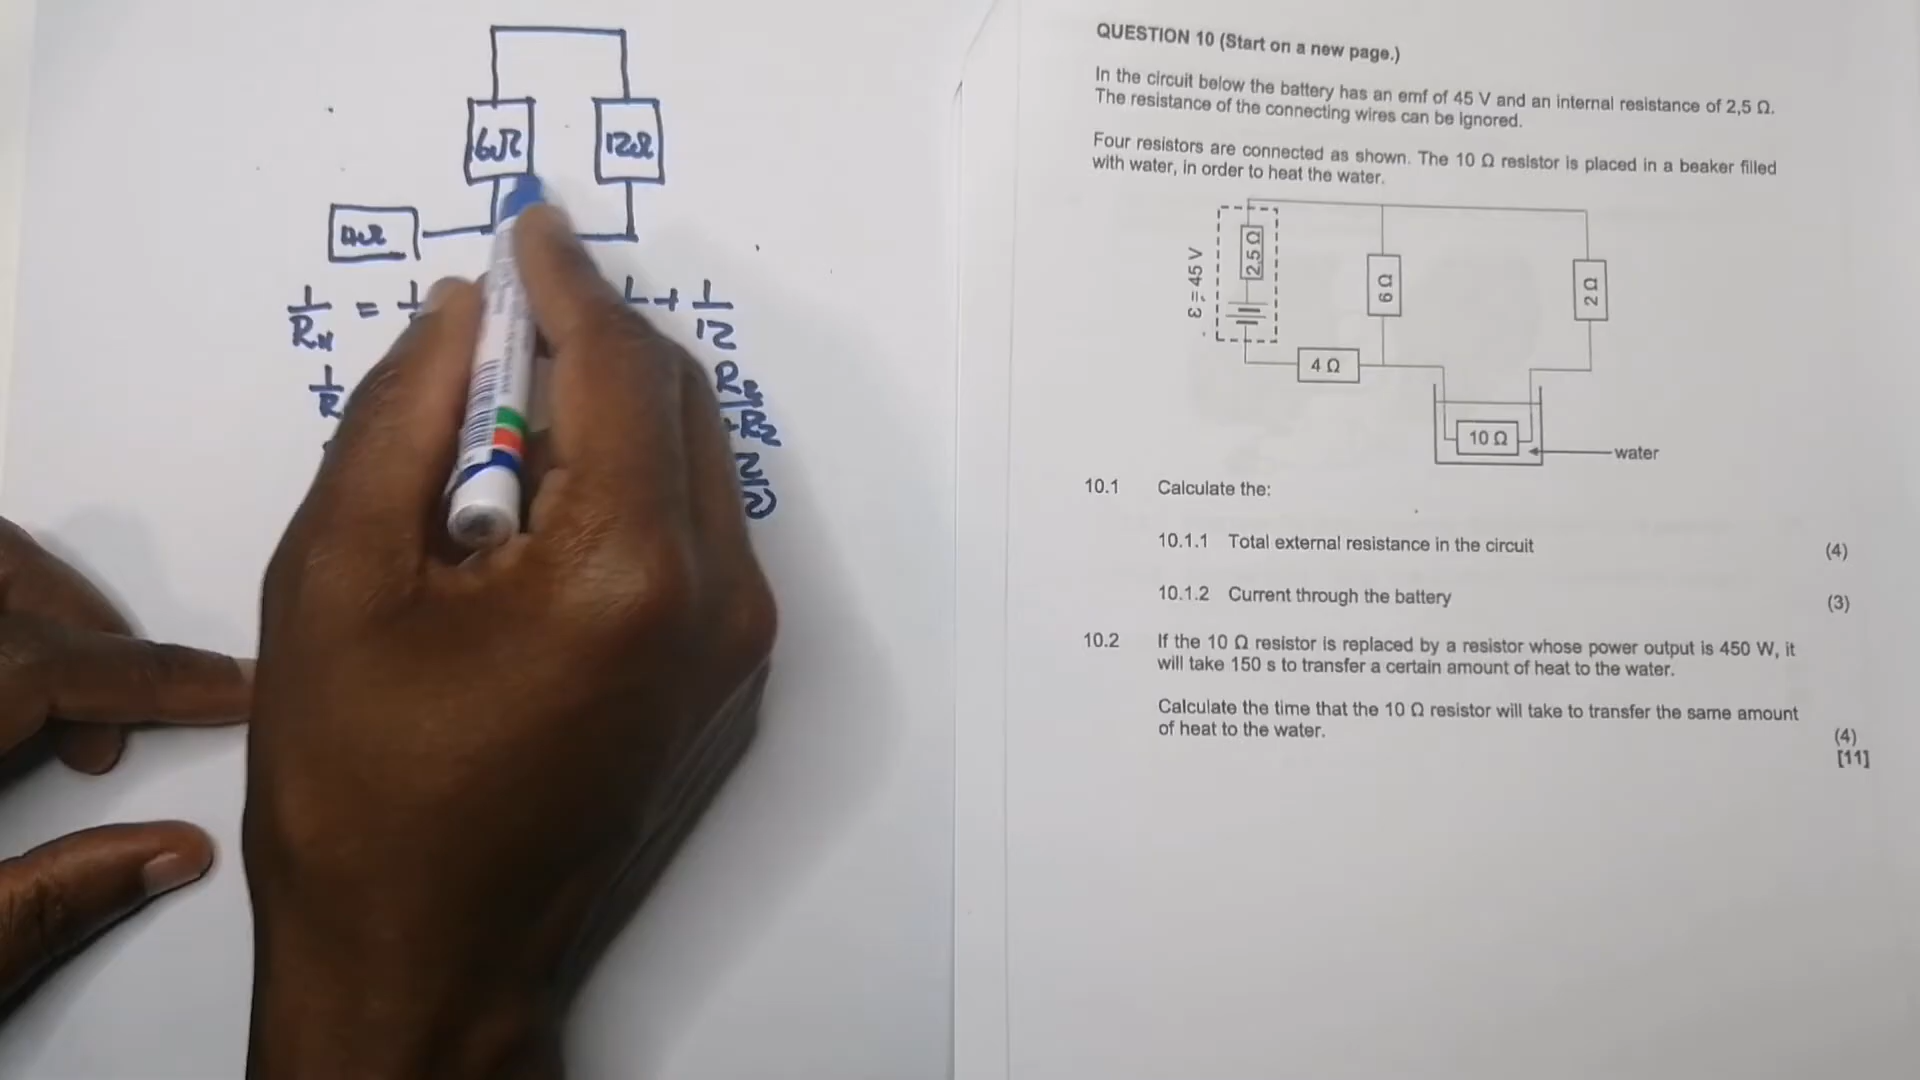 6Ω
12Ω
4Ω
+ 1/12
QUESTION 10 (Start on a new page.)
In the circuit below the battery has an emf of 45 V and an internal resistance of 2,5 Ω.
The resistance of the connecting wires can be ignored.
Four resistors are connected as shown. The 10 Ω resistor is placed in a beaker filled
with water, in order to heat the water.
ε = 45 V
2,5 Ω
6 Ω
2 Ω
4 Ω
10 Ω
water
10.1 Calculate the:
10.1.1 Total external resistance in the circuit (4)
10.1.2 Current through the battery (3)
10.2 If the 10 Ω resistor is replaced by a resistor whose power output is 450 W, it
will take 150 s to transfer a certain amount of heat to the water.
Calculate the time that the 10 Ω resistor will take to transfer the same amount
of heat to the water. (4)
[11]